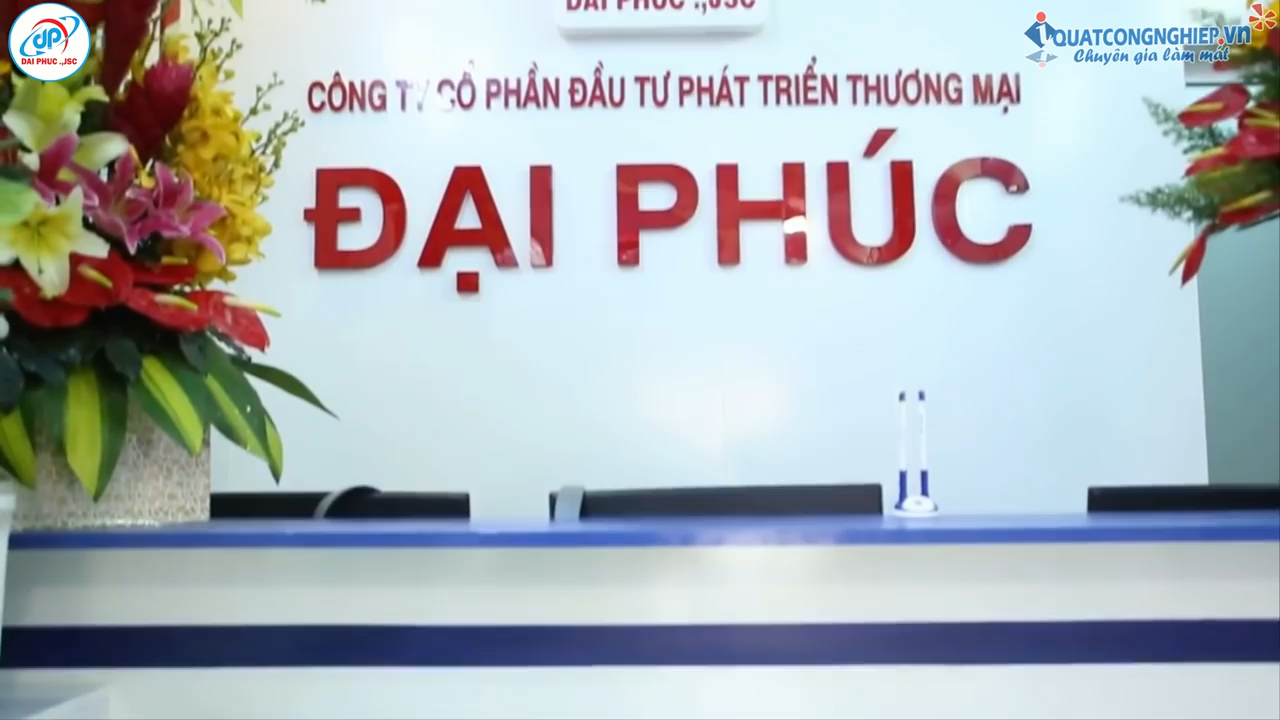 ĐẠI PHÚC .,JSC
CÔNG TY CỔ PHẦN ĐẦU TƯ PHÁT TRIỂN THƯƠNG MẠI
ĐẠI PHÚC
DP
DAI PHUC .,JSC
QUATCONGNGHIEP.VN
Chuyên gia làm mát